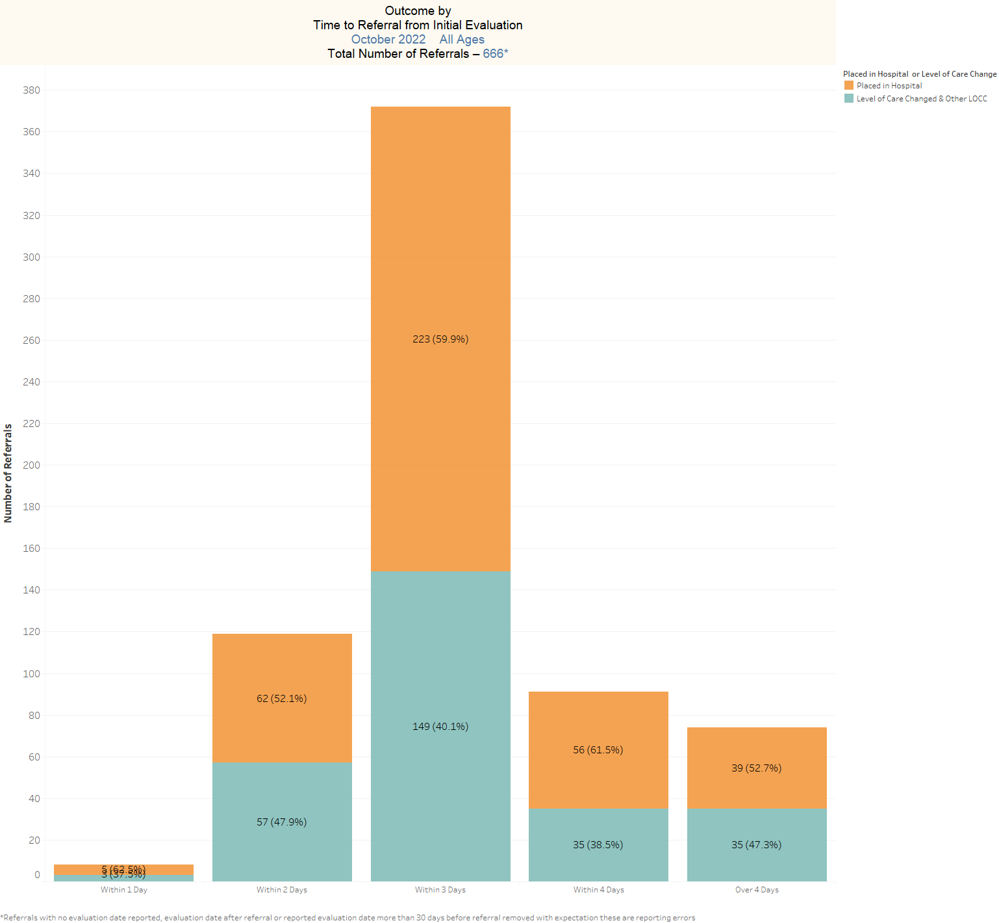 Outcome by
Time to Referral from Initial Evaluation
October 2022 All Ages
Total Number of Referrals – 666*
Placed in Hospital or Level of Care Change
Placed in Hospital
Level of Care Changed & Other LOCC
Number of Referrals
380
360
340
320
300
280
260
240
220
200
180
160
140
120
100
80
60
40
20
0
223 (59.9%)
149 (40.1%)
62 (52.1%)
57 (47.9%)
56 (61.5%)
35 (38.5%)
39 (52.7%)
35 (47.3%)
5 (62.5%)
3 (37.5%)
Within 1 Day
Within 2 Days
Within 3 Days
Within 4 Days
Over 4 Days
*Referrals with no evaluation date reported, evaluation date after referral or reported evaluation date more than 30 days before referral removed with expectation these are reporting errors